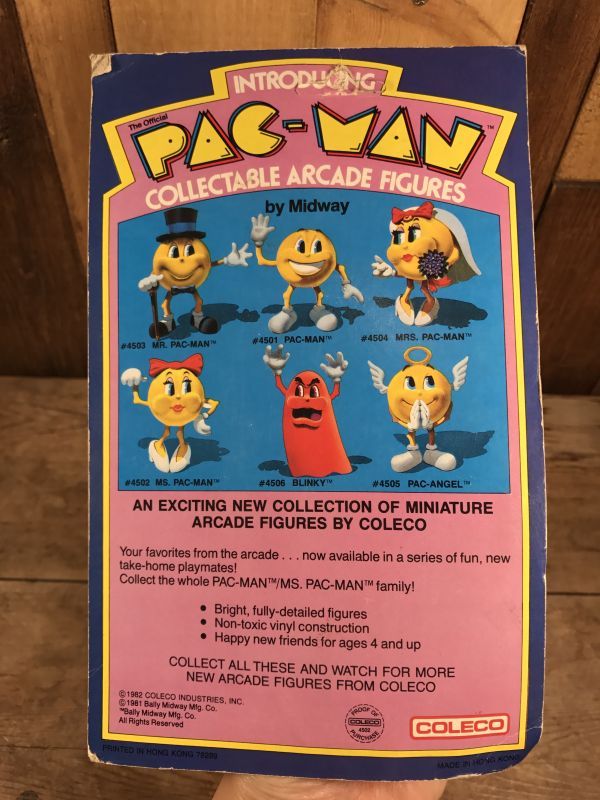 INTRODUCING
The Official
PAC-MAN™
COLLECTABLE ARCADE FIGURES
by Midway
#4503 MR. PAC-MAN™
#4501 PAC-MAN™
#4504 MRS. PAC-MAN™
#4502 MS. PAC-MAN™
#4506 BLINKY™
#4505 PAC-ANGEL™
AN EXCITING NEW COLLECTION OF MINIATURE
ARCADE FIGURES BY COLECO
Your favorites from the arcade . . . now available in a series of fun, new
take-home playmates!
Collect the whole PAC-MAN™/MS. PAC-MAN™ family!
• Bright, fully-detailed figures
• Non-toxic vinyl construction
• Happy new friends for ages 4 and up
COLLECT ALL THESE AND WATCH FOR MORE
NEW ARCADE FIGURES FROM COLECO
©1982 COLECO INDUSTRIES, INC.
©1981 Bally Midway Mfg. Co.
™Bally Midway Mfg. Co.
All Rights Reserved
PROOF OF
COLECO
4502
PURCHASE
COLECO
PRINTED IN HONG KONG 78289
MADE IN HONG KONG